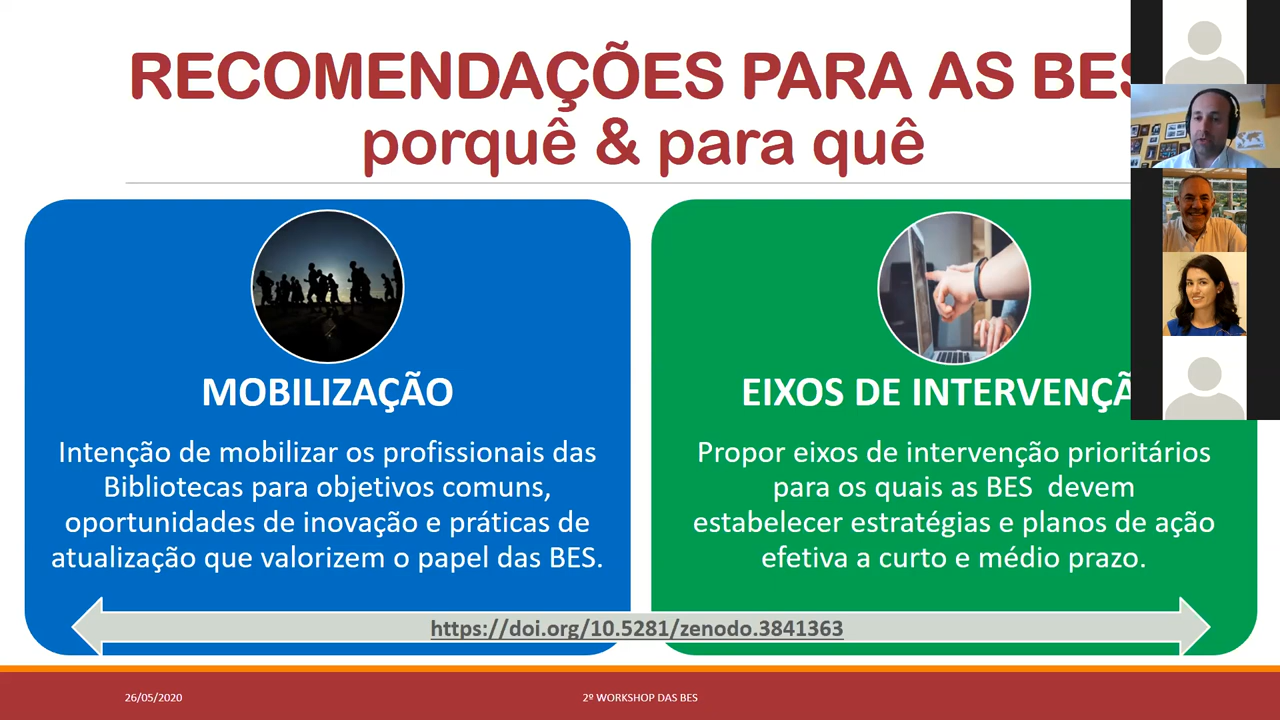 RECOMENDAÇÕES PARA AS BES
porquê & para quê
MOBILIZAÇÃO
Intenção de mobilizar os profissionais das
Bibliotecas para objetivos comuns,
oportunidades de inovação e práticas de
atualização que valorizem o papel das BES.
EIXOS DE INTERVENÇÃ
Propor eixos de intervenção prioritários
para os quais as BES devem
estabelecer estratégias e planos de ação
efetiva a curto e médio prazo.
https://doi.org/10.5281/zenodo.3841363
26/05/2020
2º WORKSHOP DAS BES